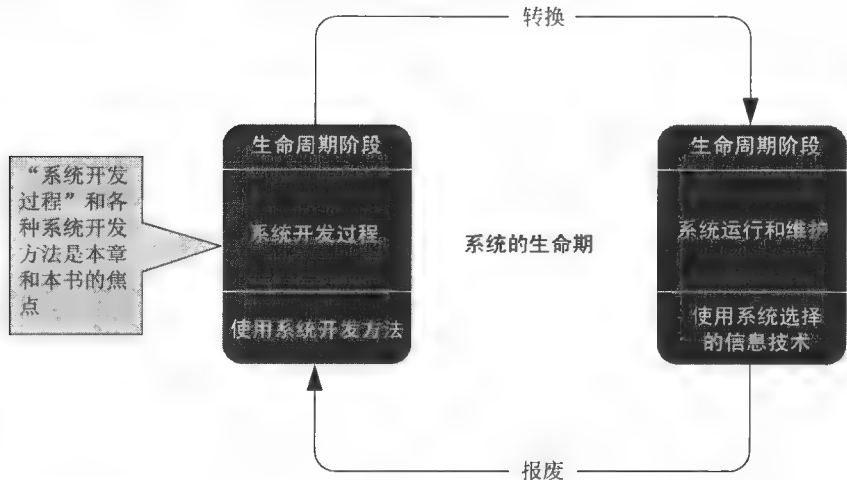 转换
生命周期阶段
生命周期阶段
“系统开发
过程”和各
种系统开发
方法是本章
和本书的焦
点
系统开发过程
系统的生命期
系统运行和维护
使用系统开发方法
使用系统选择
的信息技术
报废